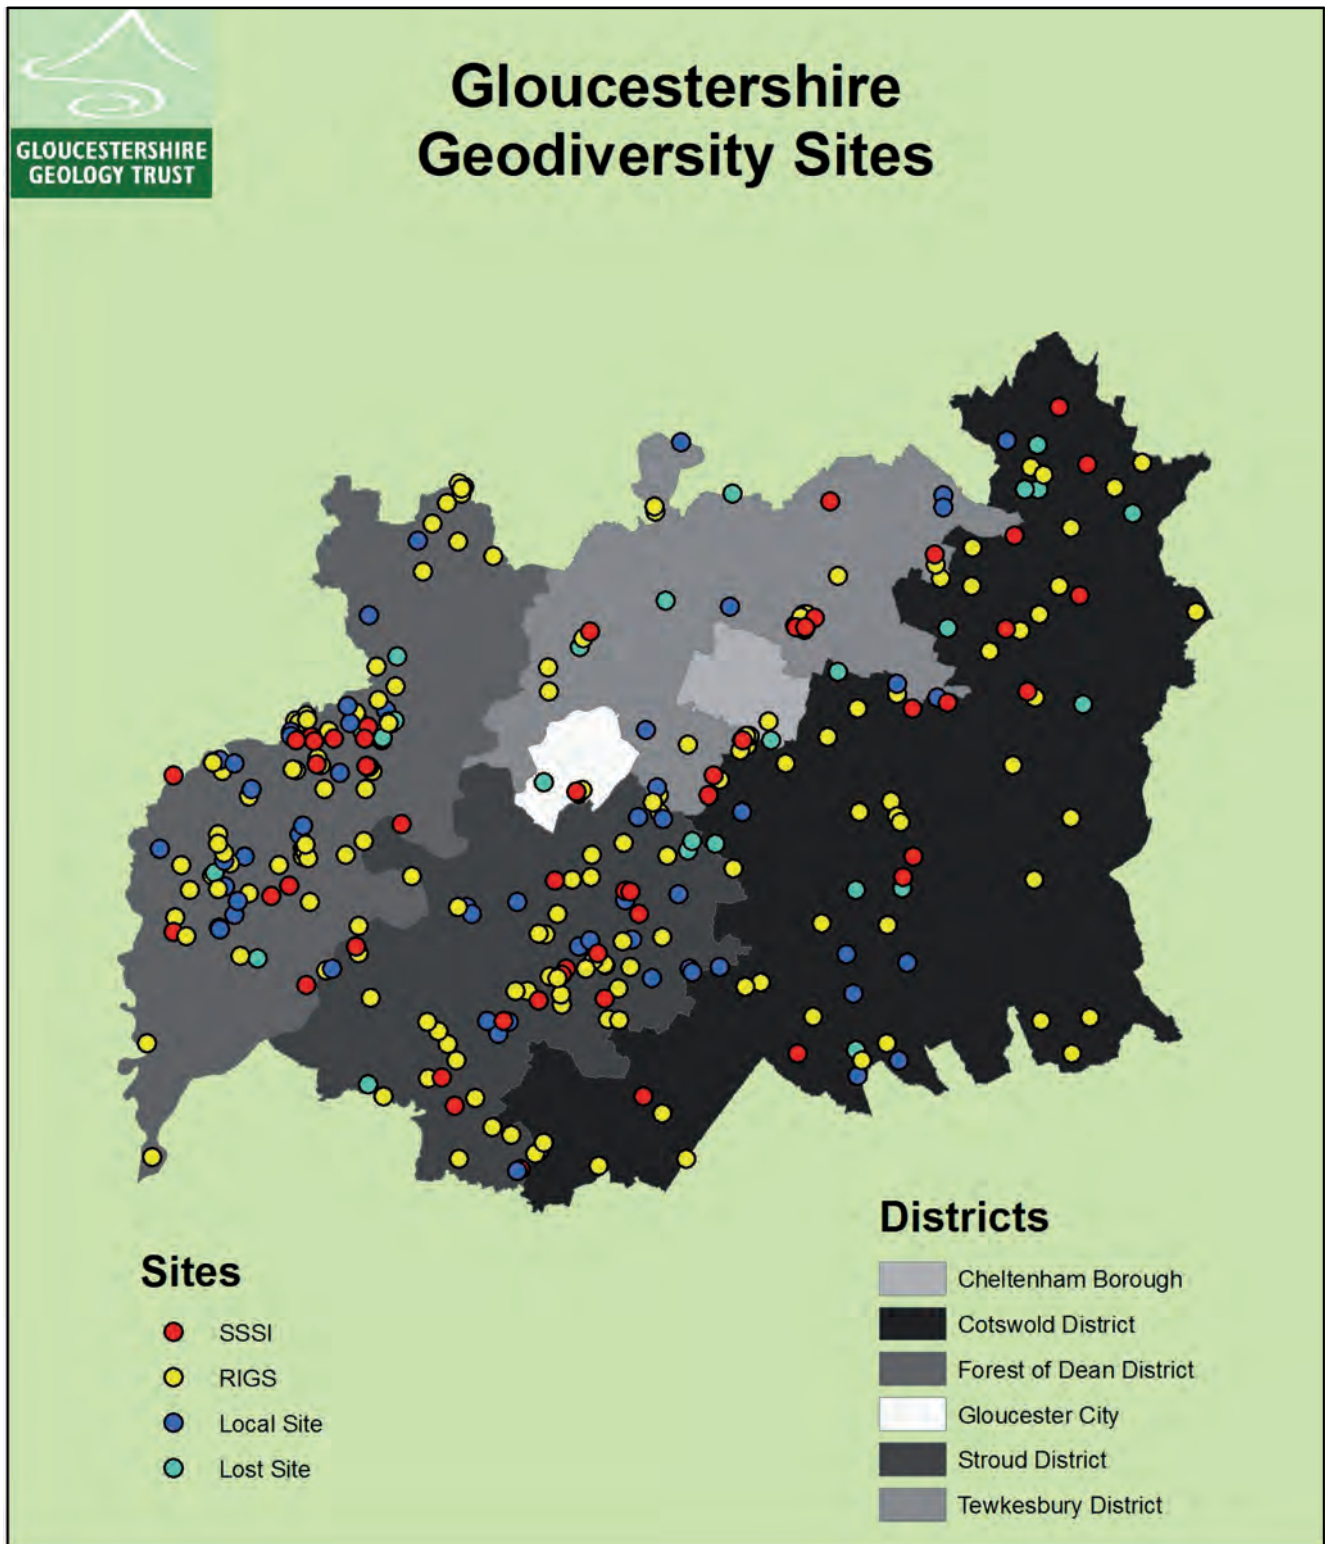 GLOUCESTERSHIRE
GEOLOGY TRUST
Gloucestershire
Geodiversity Sites
Sites
SSSI
RIGS
Local Site
Lost Site
Districts
Cheltenham Borough
Cotswold District
Forest of Dean District
Gloucester City
Stroud District
Tewkesbury District